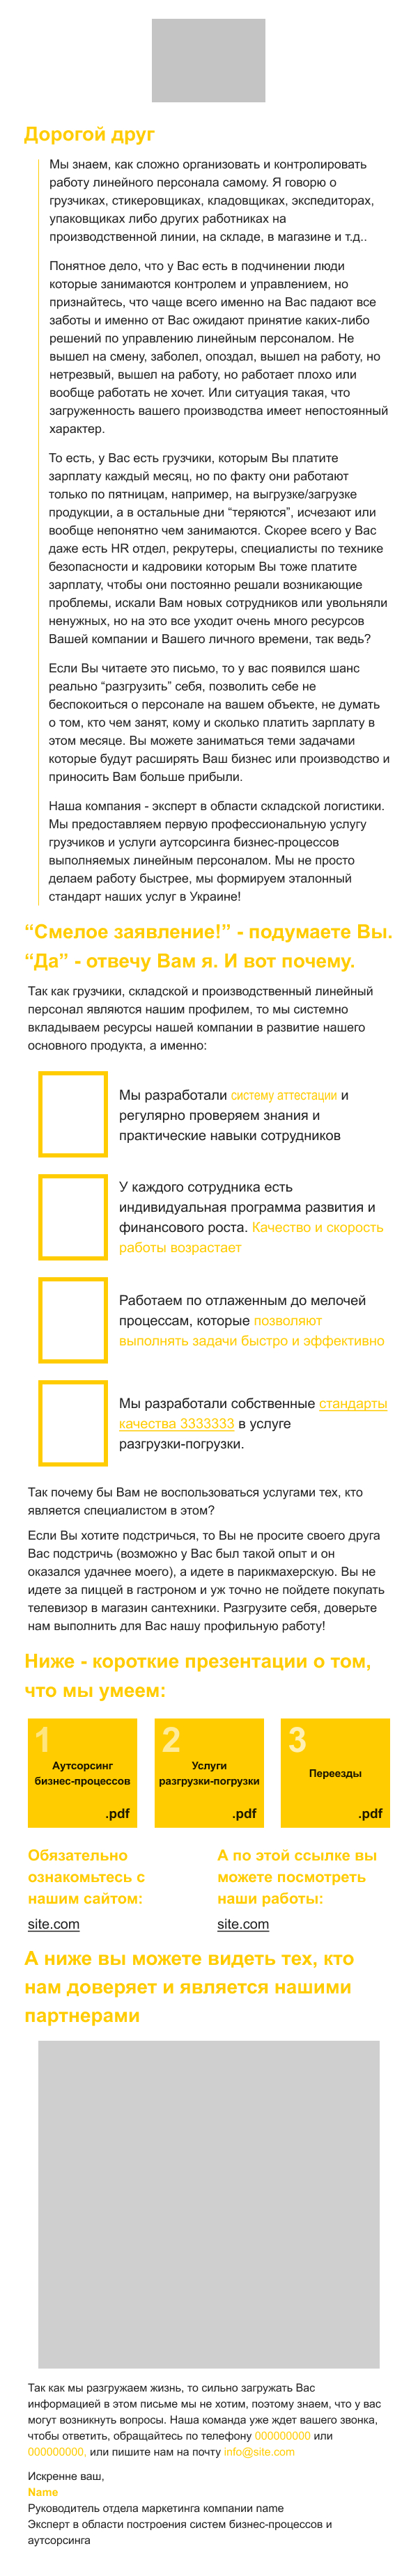 Дорогой друг
Мы знаем, как сложно организовать и контролировать
работу линейного персонала самому. Я говорю о
грузчиках, стикеровщиках, кладовщиках, экспедиторах,
упаковщиках либо других работниках на
производственной линии, на складе, в магазине и т.д..
Понятное дело, что у Вас есть в подчинении люди
которые занимаются контролем и управлением, но
признайтесь, что чаще всего именно на Вас падают все
заботы и именно от Вас ожидают принятие каких-либо
решений по управлению линейным персоналом. Не
вышел на смену, заболел, опоздал, вышел на работу, но
нетрезвый, вышел на работу, но работает плохо или
вообще работать не хочет. Или ситуация такая, что
загруженность вашего производства имеет непостоянный
характер.
То есть, у Вас есть грузчики, которым Вы платите
зарплату каждый месяц, но по факту они работают
только по пятницам, например, на выгрузке/загрузке
продукции, а в остальные дни “теряются”, исчезают или
вообще непонятно чем занимаются. Скорее всего у Вас
даже есть HR отдел, рекрутеры, специалисты по технике
безопасности и кадровики которым Вы тоже платите
зарплату, чтобы они постоянно решали возникающие
проблемы, искали Вам новых сотрудников или увольняли
ненужных, но на это все уходит очень много ресурсов
Вашей компании и Вашего личного времени, так ведь?
Если Вы читаете это письмо, то у вас появился шанс
реально “разгрузить” себя, позволить себе не
беспокоиться о персонале на вашем объекте, не думать
о том, кто чем занят, кому и сколько платить зарплату в
этом месяце. Вы можете заниматься теми задачами
которые будут расширять Ваш бизнес или производство и
приносить Вам больше прибыли.
Наша компания - эксперт в области складской логистики.
Мы предоставляем первую профессиональную услугу
грузчиков и услуги аутсорсинга бизнес-процессов
выполняемых линейным персоналом. Мы не просто
делаем работу быстрее, мы формируем эталонный
стандарт наших услуг в Украине!
“Смелое заявление!” - подумаете Вы.
“Да” - отвечу Вам я. И вот почему.
Так как грузчики, складской и производственный линейный
персонал являются нашим профилем, то мы системно
вкладываем ресурсы нашей компании в развитие нашего
основного продукта, а именно:
Мы разработали систему аттестации и
регулярно проверяем знания и
практические навыки сотрудников
У каждого сотрудника есть
индивидуальная программа развития и
финансового роста. Качество и скорость
работы возрастает
Работаем по отлаженным до мелочей
процессам, которые позволяют
выполнять задачи быстро и эффективно
Мы разработали собственные стандарты
качества 3333333 в услуге
разгрузки-погрузки.
Так почему бы Вам не воспользоваться услугами тех, кто
является специалистом в этом?
Если Вы хотите подстричься, то Вы не просите своего друга
Вас подстричь (возможно у Вас был такой опыт и он
оказался удачнее моего), а идете в парикмахерскую. Вы не
идете за пиццей в гастроном и уж точно не пойдете покупать
телевизор в магазин сантехники. Разгрузите себя, доверьте
нам выполнить для Вас нашу профильную работу!
Ниже - короткие презентации о том,
что мы умеем:
1
Аутсорсинг
бизнес-процессов
.pdf
2
Услуги
разгрузки-погрузки
.pdf
3
Переезды
.pdf
Обязательно
ознакомьтесь с
нашим сайтом:
site.com
А по этой ссылке вы
можете посмотреть
наши работы:
site.com
А ниже вы можете видеть тех, кто
нам доверяет и является нашими
партнерами
Так как мы разгружаем жизнь, то сильно загружать Вас
информацией в этом письме мы не хотим, поэтому знаем, что у вас
могут возникнуть вопросы. Наша команда уже ждет вашего звонка,
чтобы ответить, обращайтесь по телефону 000000000 или
000000000, или пишите нам на почту info@site.com
Искренне ваш,
Name
Руководитель отдела маркетинга компании name
Эксперт в области построения систем бизнес-процессов и
аутсорсинга